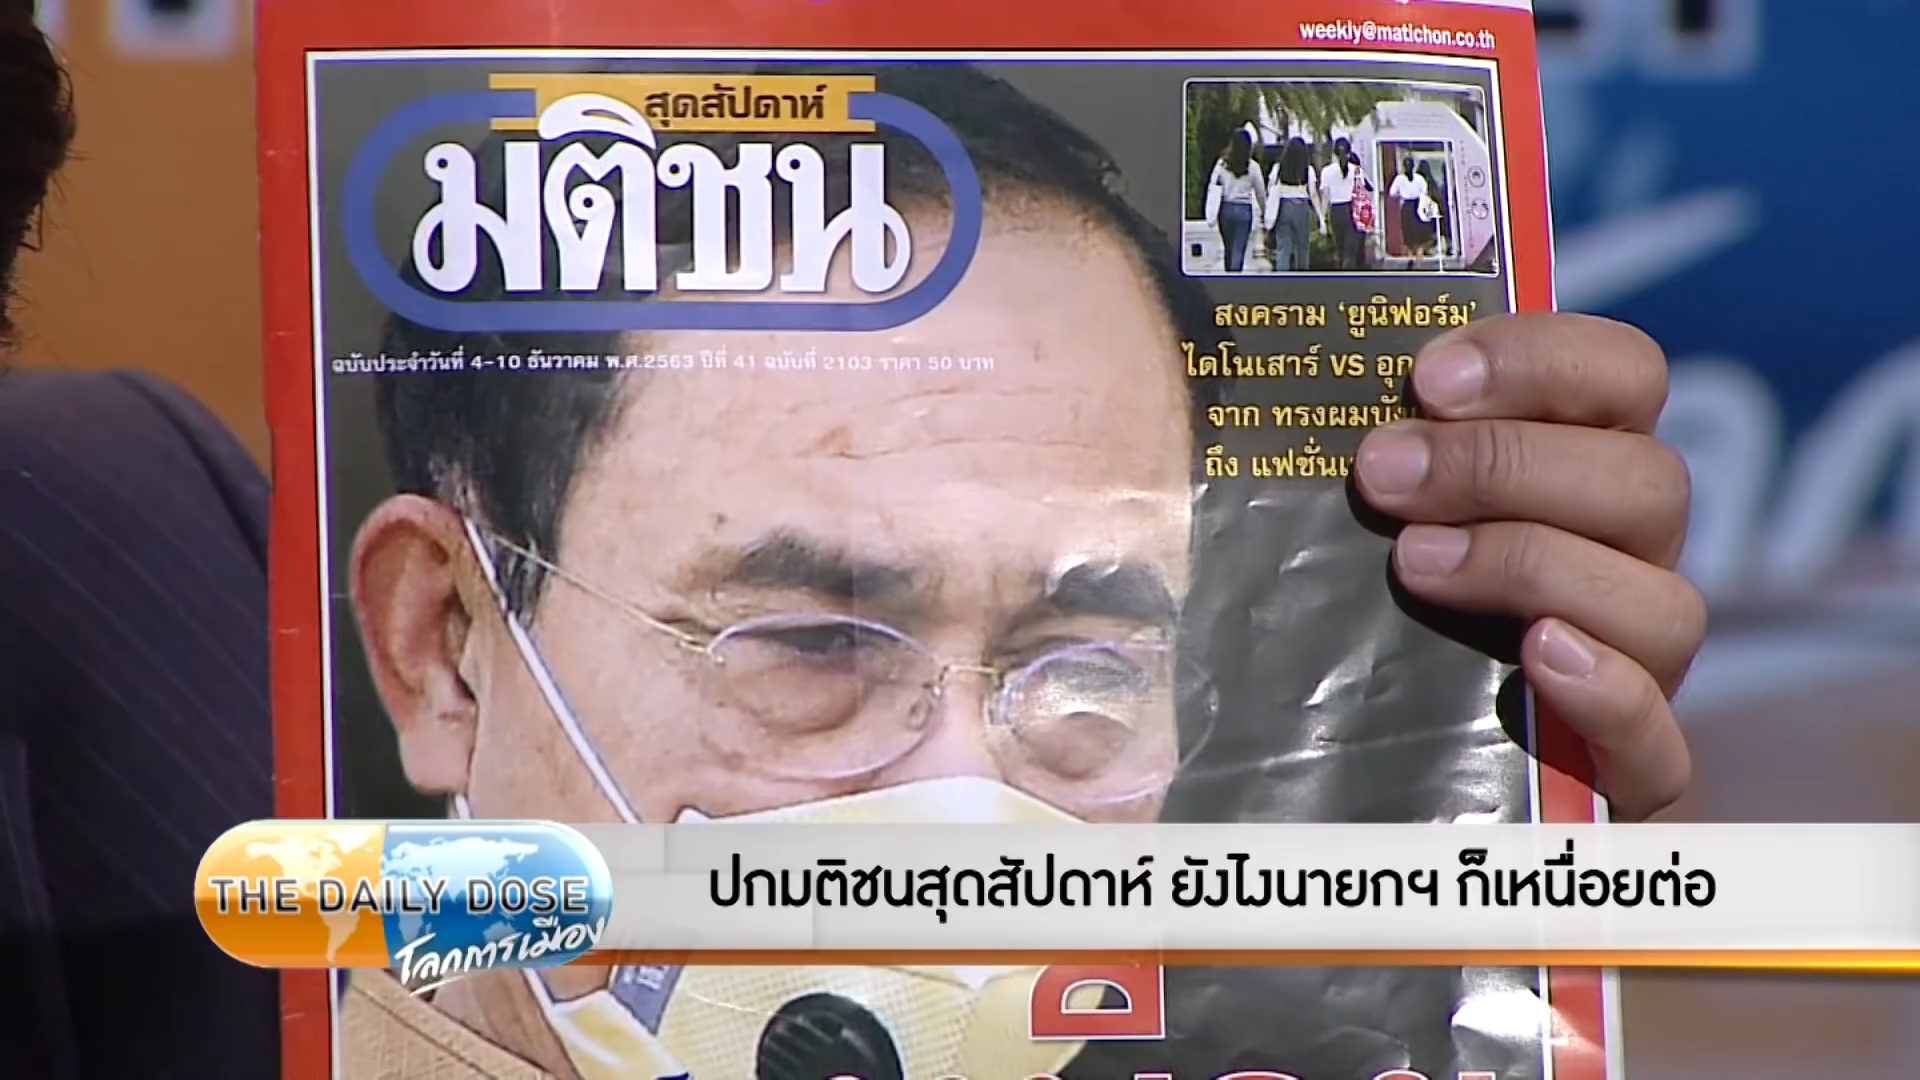 weekly@matichon.co.th
สุดสัปดาห์
มติชน
ฉบับประจำวันที่ 4-10 ธันวาคม พ.ศ.2563 ปีที่ 41 ฉบับที่ 2103 ราคา 50 บาท
สงคราม ‘ยูนิฟอร์ม’
ไดโนเสาร์ VS
จาก ทรงผม
ถึง
THE DAILY DOSE
โลกการเมือง
ปกมติชนสุดสัปดาห์ ยังไงนายกฯ ก็เหนื่อยต่อ